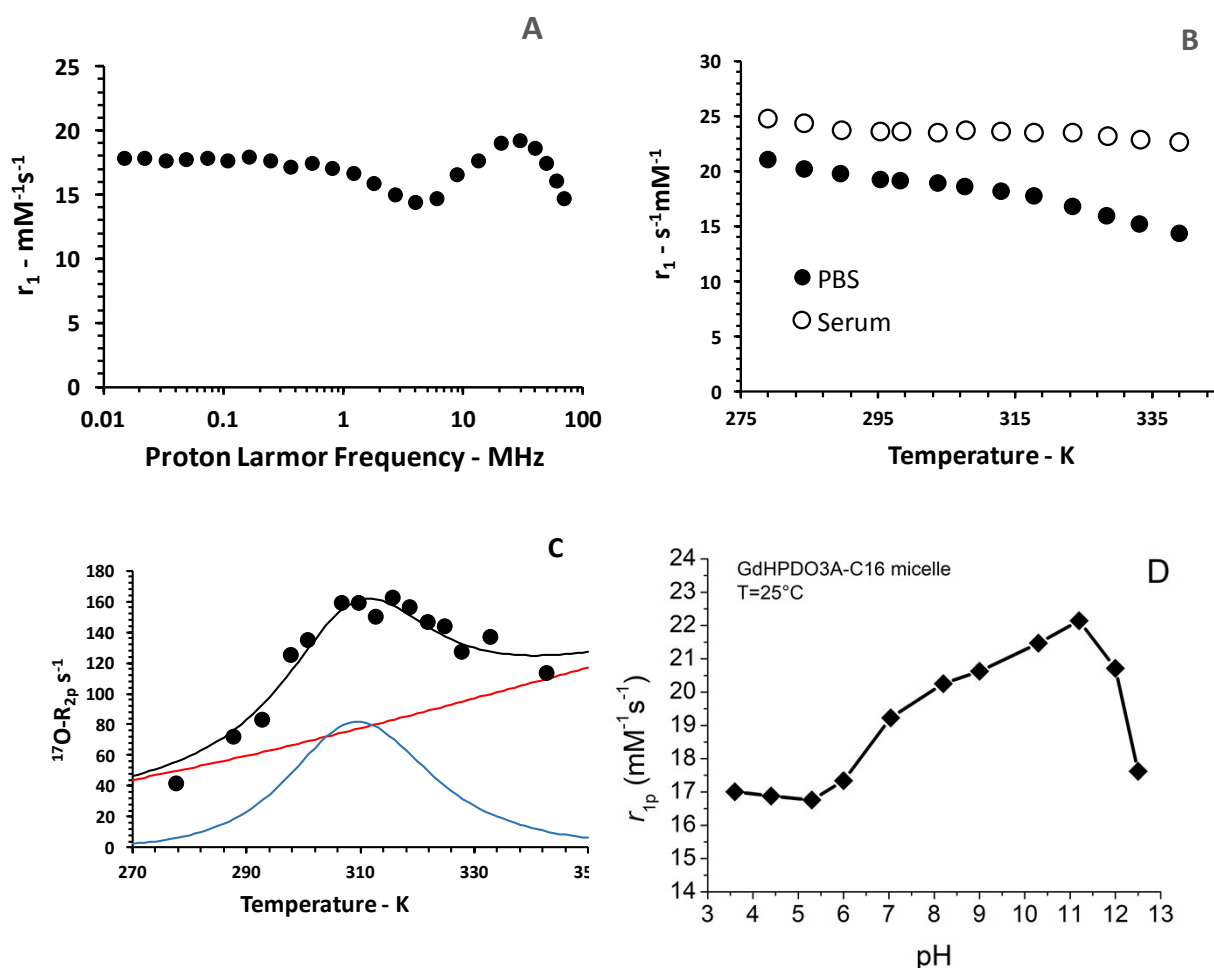 A
25
20
15
10
5
0
r1 - mM-1s-1
0.01 0.1 1 10 100
Proton Larmor Frequency - MHz
B
30
25
20
15
10
5
0
r1 - s-1mM-1
PBS
Serum
275 295 315 335
Temperature - K
C
180
160
140
120
100
80
60
40
20
0
17O-R2p s-1
270 290 310 330 35
Temperature - K
D
GdHPDO3A-C16 micelle
T=25°C
24
23
22
21
20
19
18
17
16
15
14
r1p (mM-1s-1)
3 4 5 6 7 8 9 10 11 12 13
pH